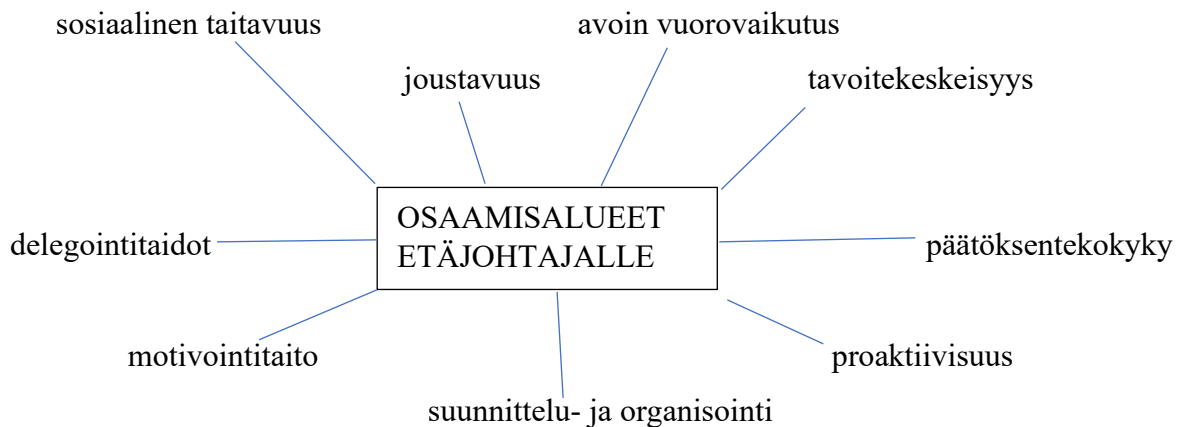 sosiaalinen taitavuus
avoin vuorovaikutus
joustavuus
tavoitekeskeisyys
OSAAMISALUEET
ETÄJOHTAJALLE
delegointitaidot
päätöksentekokyky
motivointitaito
proaktiivisuus
suunnittelu- ja organisointi